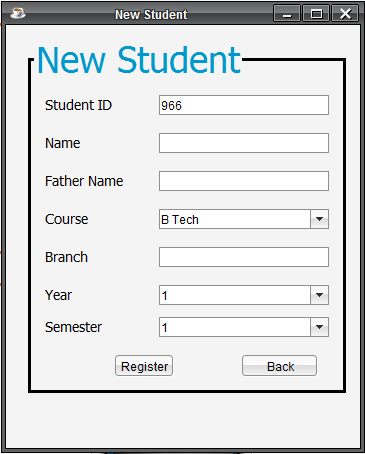 New Student
New Student
Student ID 966
Name
Father Name
Course B Tech
Branch
Year 1
Semester 1
Register Back